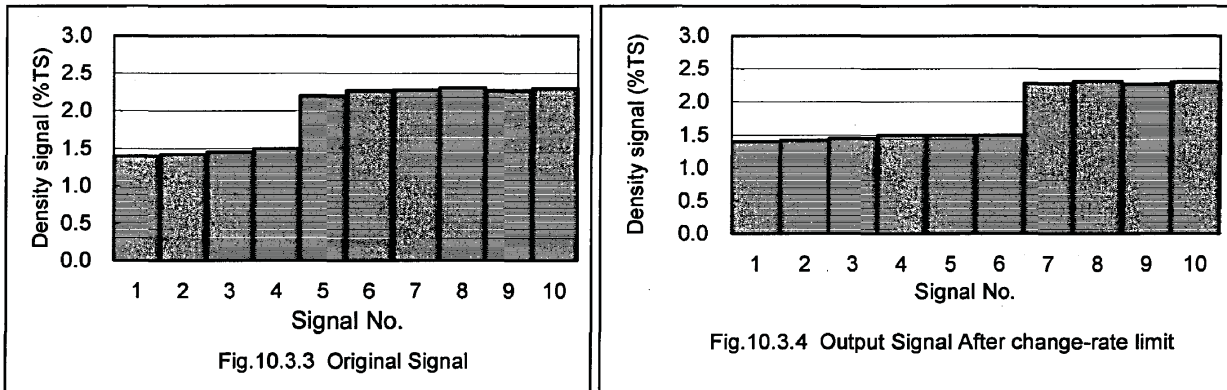 Density signal (%TS)
3.0
2.5
2.0
1.5
1.0
0.5
0.0
1 2 3 4 5 6 7 8 9 10
Signal No.
Fig.10.3.3 Original Signal
Density signal (%TS)
3.0
2.5
2.0
1.5
1.0
0.5
0.0
1 2 3 4 5 6 7 8 9 10
Signal No.
Fig.10.3.4 Output Signal After change-rate limit